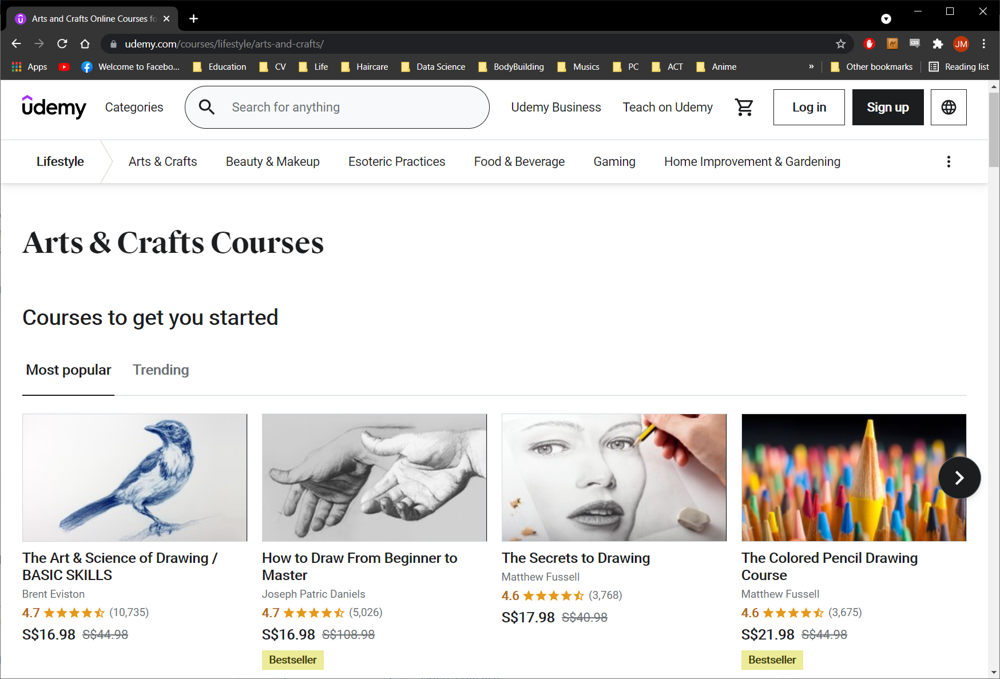 Arts and Crafts Online Courses fo
udemy.com/courses/lifestyle/arts-and-crafts/
CSS
JM
Apps
Welcome to Facebo...
Education
CV
Life
Haircare
Data Science
BodyBuilding
Musics
PC
ACT
Anime
»
Other bookmarks
Reading list
udemy
Categories
Search for anything
Udemy Business
Teach on Udemy
Log in
Sign up
Lifestyle
Arts & Crafts
Beauty & Makeup
Esoteric Practices
Food & Beverage
Gaming
Home Improvement & Gardening
Arts & Crafts Courses
Courses to get you started
Most popular
Trending
The Art & Science of Drawing /
BASIC SKILLS
Brent Eviston
4.7 (10,735)
S$16.98 S$44.98
How to Draw From Beginner to
Master
Joseph Patric Daniels
4.7 (5,026)
S$16.98 S$108.98
Bestseller
The Secrets to Drawing
Matthew Fussell
4.6 (3,768)
S$17.98 S$40.98
The Colored Pencil Drawing
Course
Matthew Fussell
4.6 (3,675)
S$21.98 S$44.98
Bestseller